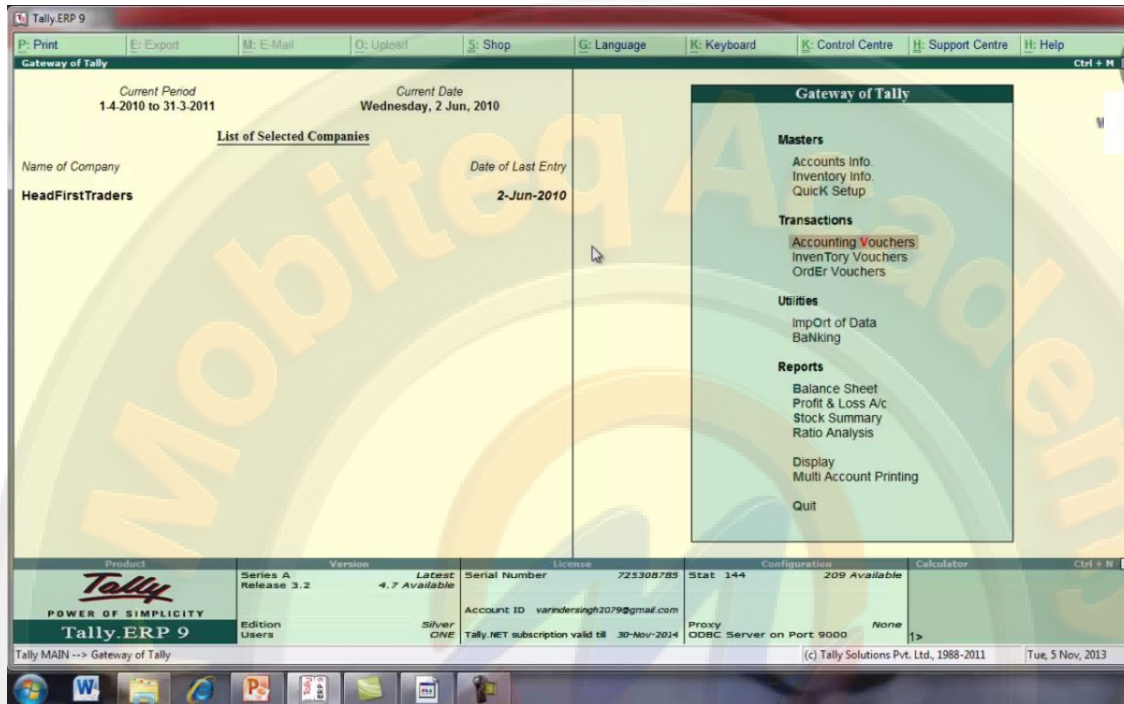 Tally.ERP 9
P: Print E: Export M: E-Mail O: Upload S: Shop G: Language K: Keyboard K: Control Centre H: Support Centre H: Help
Gateway of Tally Ctrl + M
Current Period Current Date
1-4-2010 to 31-3-2011 Wednesday, 2 Jun, 2010
List of Selected Companies
Name of Company Date of Last Entry
HeadFirstTraders 2-Jun-2010
Gateway of Tally
Masters
Accounts Info.
Inventory Info.
QuicK Setup
Transactions
Accounting Vouchers
InvenTory Vouchers
OrdEr Vouchers
Utilities
ImpOrt of Data
BaNking
Reports
Balance Sheet
Profit & Loss A/c
Stock Summary
Ratio Analysis
Display
Multi Account Printing
Quit
Mobiteq Academy
Product Version License Configuration Calculator Ctrl + N
Tally
POWER OF SIMPLICITY
Tally.ERP 9
Series A Latest
Release 3.2 4.7 Available
Edition Silver
Users ONE
Serial Number 725308785
Account ID varindersingh2079@gmail.com
Tally.NET subscription valid till 30-Nov-2014
Stat 144 209 Available
Proxy None
ODBC Server on Port 9000
1>
Tally MAIN --> Gateway of Tally (c) Tally Solutions Pvt. Ltd., 1988-2011 Tue, 5 Nov, 2013